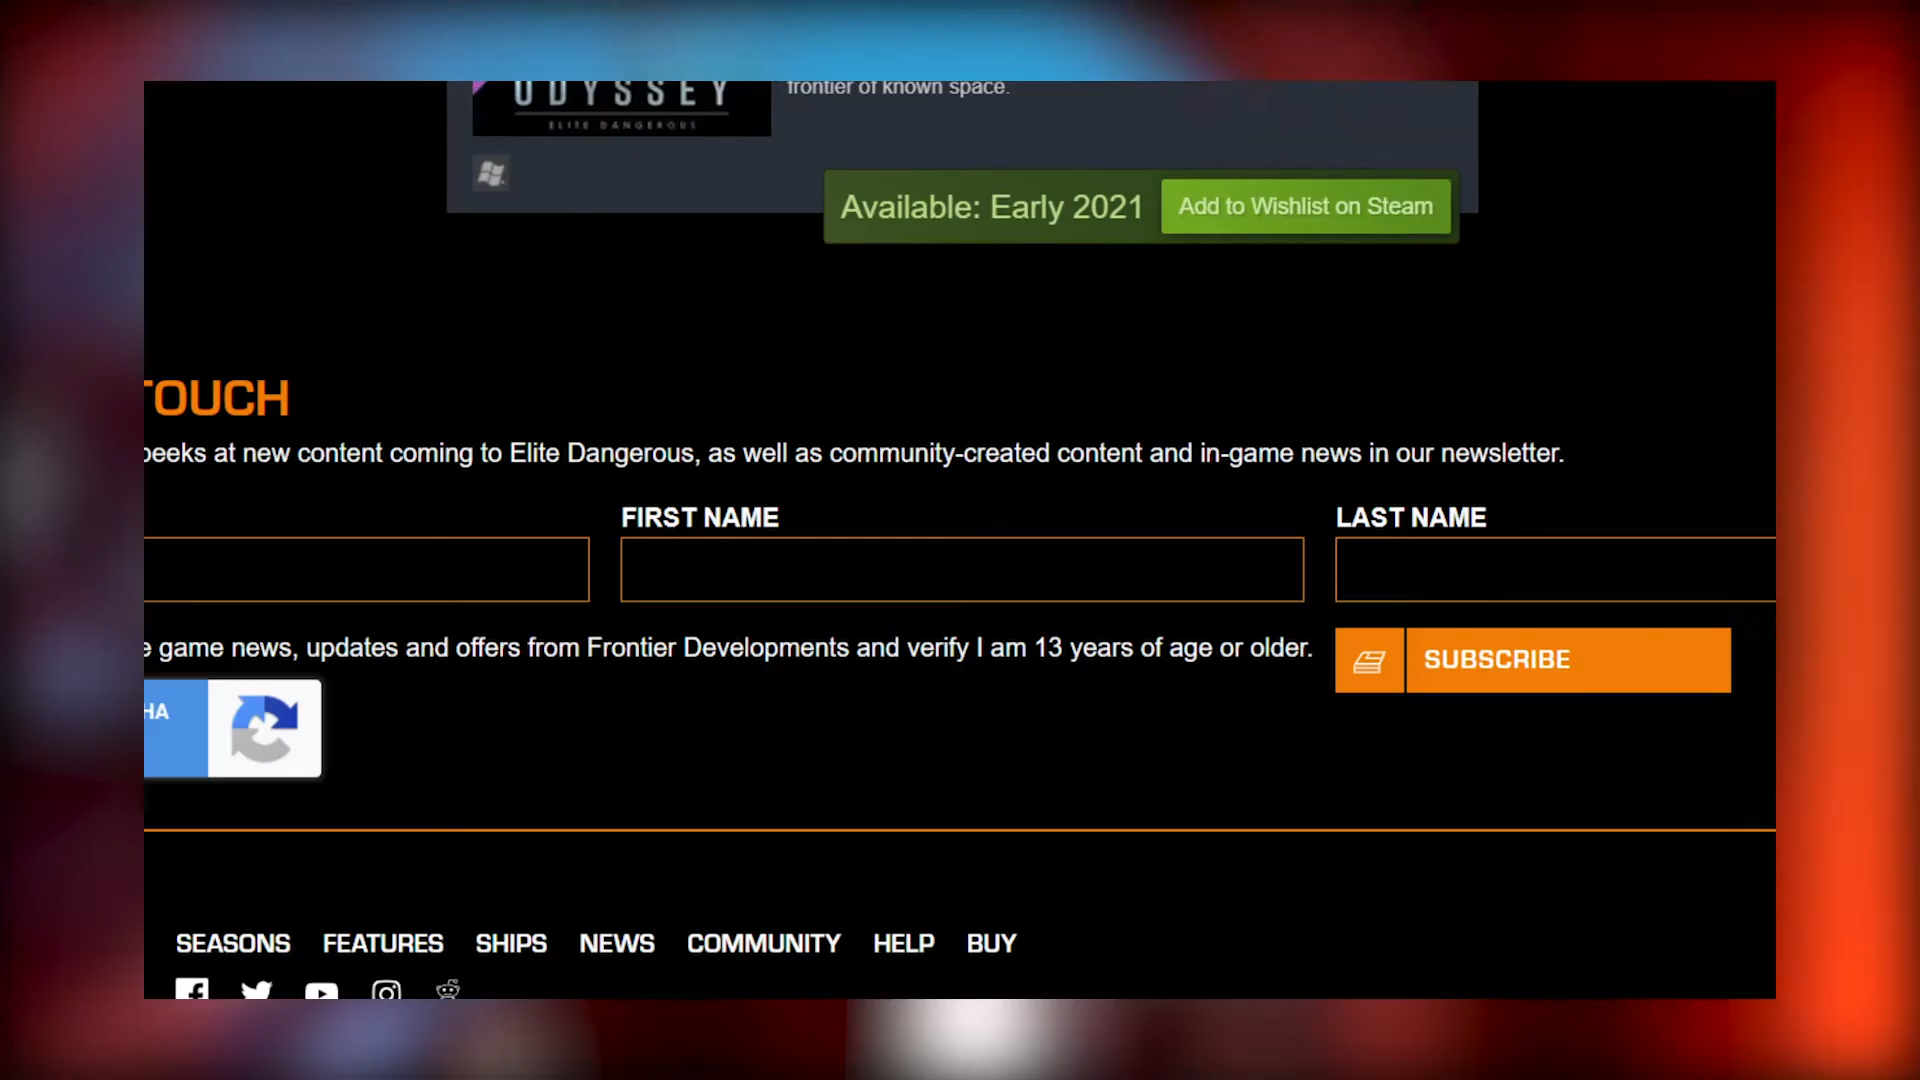 ODYSSEY
ELITE DANGEROUS
frontier of known space.
Available: Early 2021
Add to Wishlist on Steam
TOUCH
peeks at new content coming to Elite Dangerous, as well as community-created content and in-game news in our newsletter.
FIRST NAME
LAST NAME
e game news, updates and offers from Frontier Developments and verify I am 13 years of age or older.
SUBSCRIBE
HA
SEASONS FEATURES SHIPS NEWS COMMUNITY HELP BUY